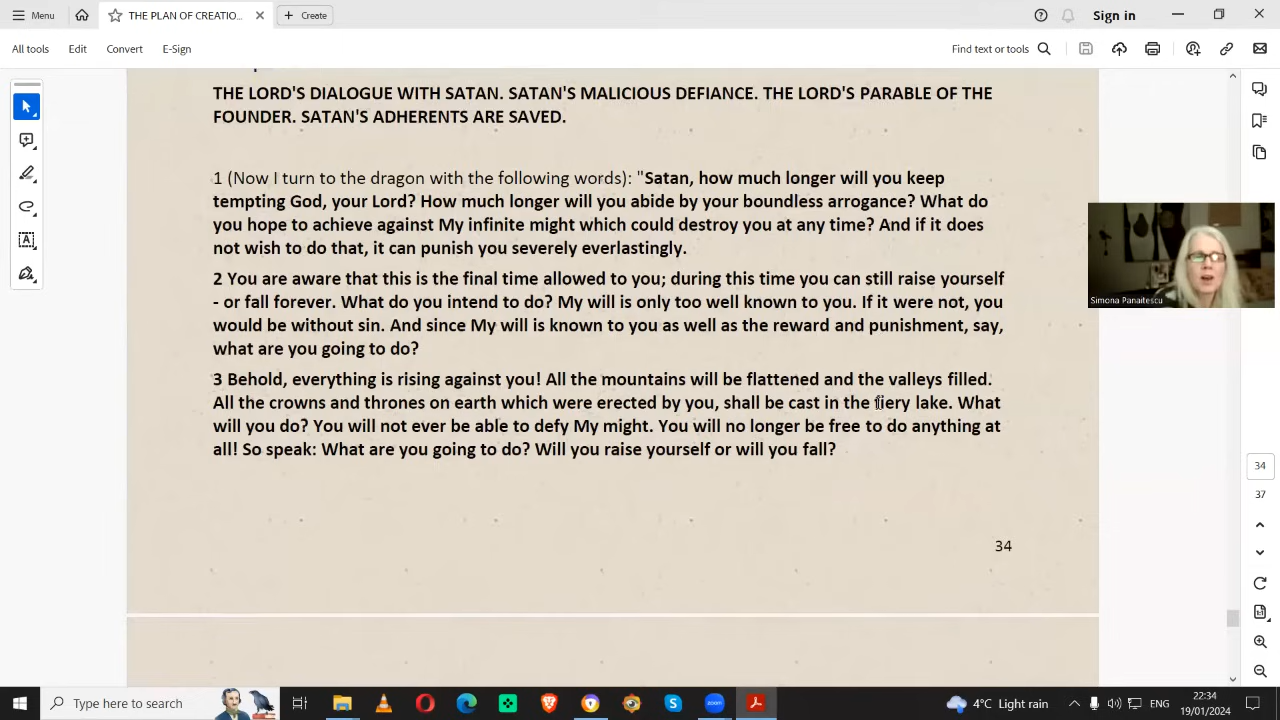 Menu
THE PLAN OF CREATIO...
Create
Sign in
All tools
Edit
Convert
E-Sign
Find text or tools
THE LORD'S DIALOGUE WITH SATAN. SATAN'S MALICIOUS DEFIANCE. THE LORD'S PARABLE OF THE
FOUNDER. SATAN'S ADHERENTS ARE SAVED.
1 (Now I turn to the dragon with the following words): "Satan, how much longer will you keep
tempting God, your Lord? How much longer will you abide by your boundless arrogance? What do
you hope to achieve against My infinite might which could destroy you at any time? And if it does
not wish to do that, it can punish you severely everlastingly.
2 You are aware that this is the final time allowed to you; during this time you can still raise yourself
- or fall forever. What do you intend to do? My will is only too well known to you. If it were not, you
would be without sin. And since My will is known to you as well as the reward and punishment, say,
what are you going to do?
3 Behold, everything is rising against you! All the mountains will be flattened and the valleys filled.
All the crowns and thrones on earth which were erected by you, shall be cast in the fiery lake. What
will you do? You will not ever be able to defy My might. You will no longer be free to do anything at
all! So speak: What are you going to do? Will you raise yourself or will you fall?
34
Simona Panaitescu
34
37
Type here to search
zoom
4°C Light rain
ENG
22:34
19/01/2024